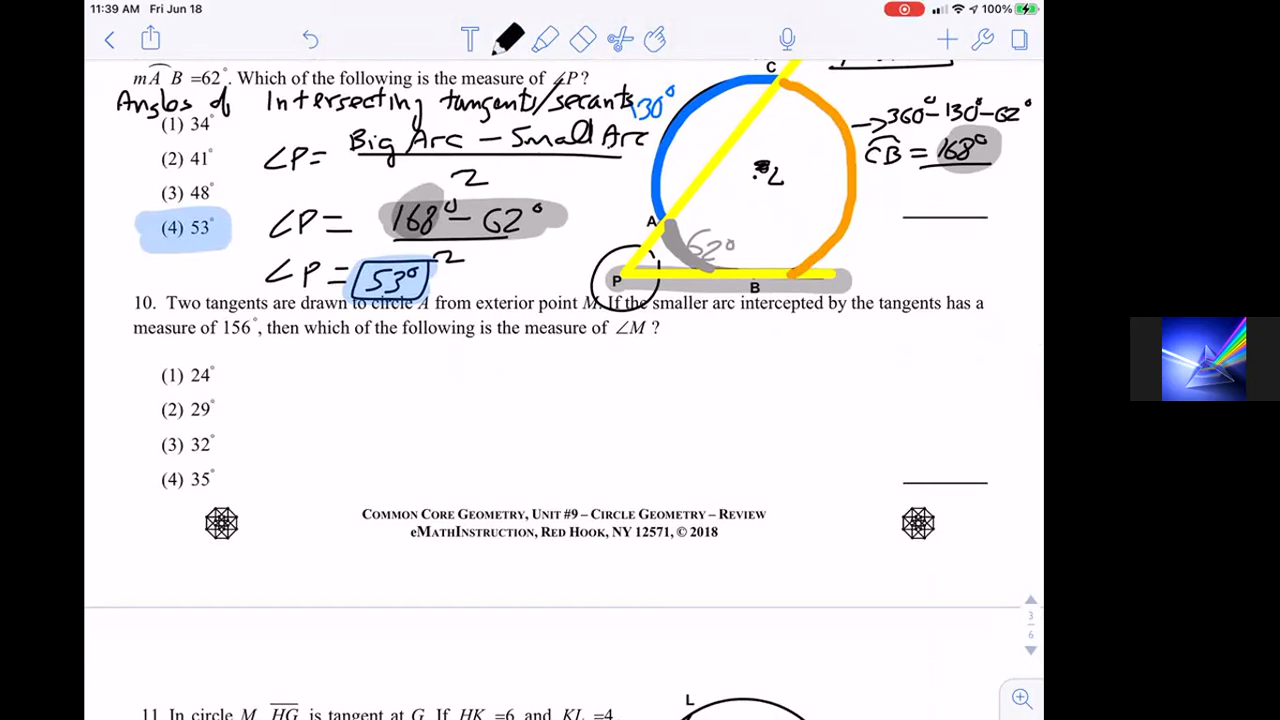 11:39 AM Fri Jun 18
100%
T
mA B =62°. Which of the following is the measure of ∠P?
Angles of Intersecting tangents/secants
(1) 34°
∠P= Big Arc – Small Arc
2
(2) 41°
(3) 48°
∠P= 168° – 62°
2
(4) 53°
∠P= 53°
130°
C
A
62°
P
B
→ 360° – 130° – 62°
CB = 168°
10. Two tangents are drawn to circle A from exterior point M. If the smaller arc intercepted by the tangents has a
measure of 156°, then which of the following is the measure of ∠M ?
(1) 24°
(2) 29°
(3) 32°
(4) 35°
COMMON CORE GEOMETRY, UNIT #9 – CIRCLE GEOMETRY – REVIEW
eMATHINSTRUCTION, RED HOOK, NY 12571, © 2018
3
6
11. In circle M, HG is tangent at G. If HK =6 and KL =4,
L